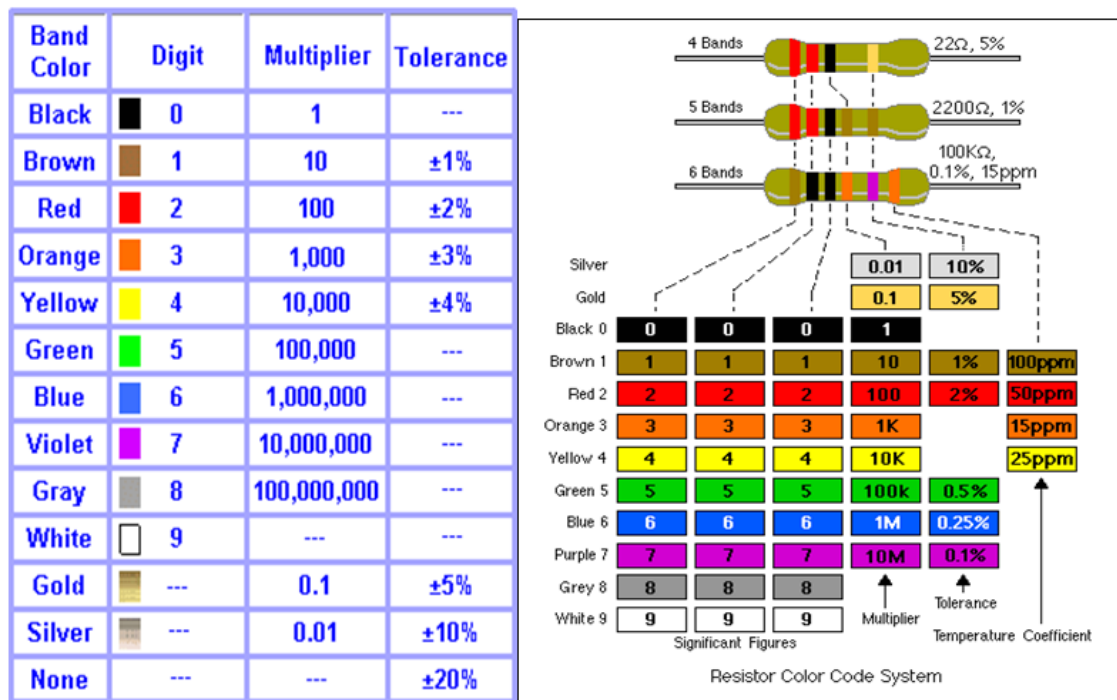 Band Color Digit Multiplier Tolerance
Black 0 1 ---
Brown 1 10 ±1%
Red 2 100 ±2%
Orange 3 1,000 ±3%
Yellow 4 10,000 ±4%
Green 5 100,000 ---
Blue 6 1,000,000 ---
Violet 7 10,000,000 ---
Gray 8 100,000,000 ---
White 9 --- ---
Gold --- 0.1 ±5%
Silver --- 0.01 ±10%
None --- --- ±20%
4 Bands 22Ω, 5%
5 Bands 2200Ω, 1%
6 Bands 100KΩ,
0.1%, 15ppm
Silver 0.01 10%
Gold 0.1 5%
Black 0 0 0 0 1
Brown 1 1 1 1 10 1% 100ppm
Red 2 2 2 2 100 2% 50ppm
Orange 3 3 3 3 1K 15ppm
Yellow 4 4 4 4 10K 25ppm
Green 5 5 5 5 100k 0.5%
Blue 6 6 6 6 1M 0.25%
Purple 7 7 7 7 10M 0.1%
Grey 8 8 8 8
White 9 9 9 9
Significant Figures
Multiplier
Tolerance
Temperature Coefficient
Resistor Color Code System